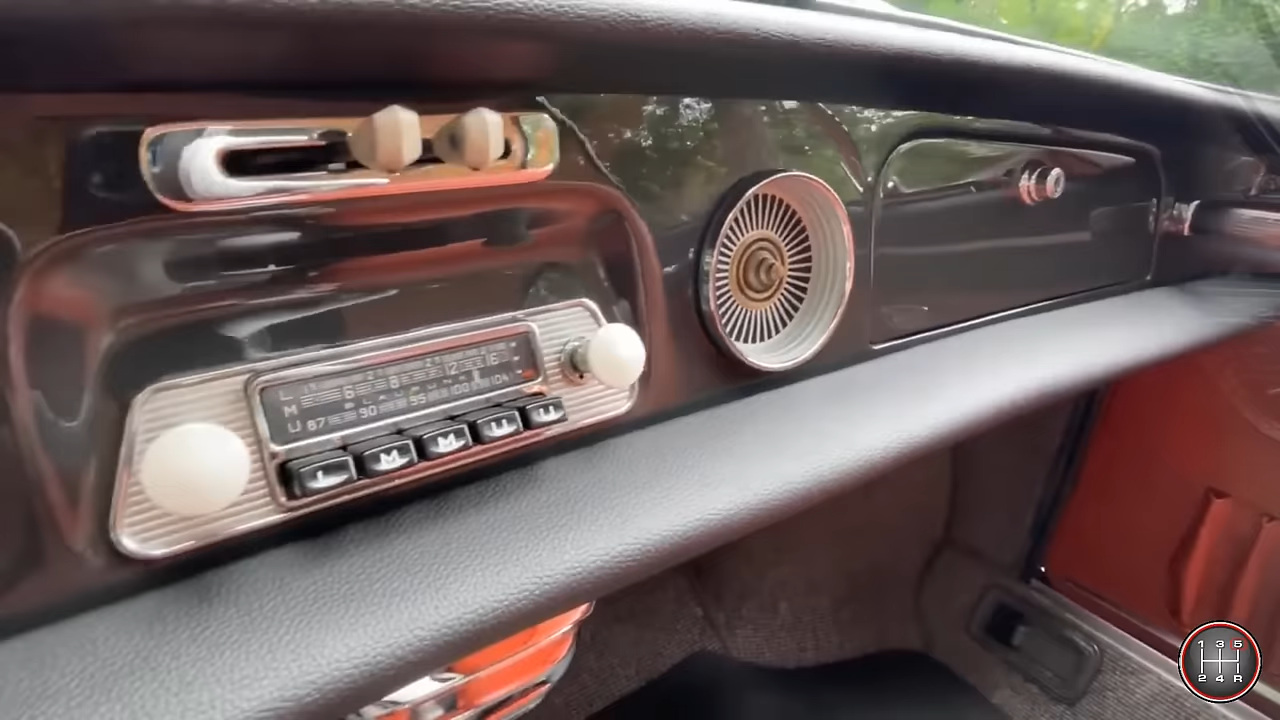 L
M 6 8 12 16
BLAUPUNKT
U 87 90 95 100 104
L M M U U
1 3 5
2 4 R